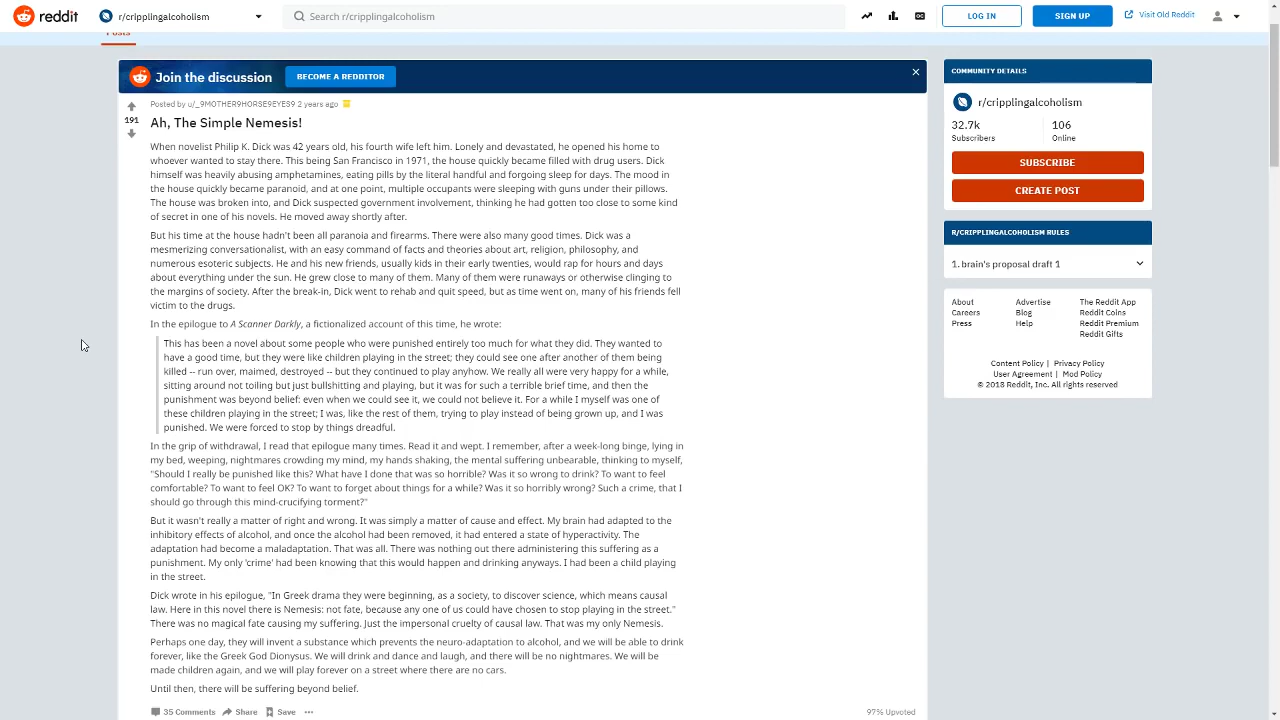 reddit
r/cripplingalcoholism
Search r/cripplingalcoholism
LOG IN
SIGN UP
Visit Old Reddit
Posts
Join the discussion
BECOME A REDDITOR
191
Posted by u/_9MOTHER9HORSE9EYES9 2 years ago
Ah, The Simple Nemesis!
When novelist Philip K. Dick was 42 years old, his fourth wife left him. Lonely and devastated, he opened his home to
whoever wanted to stay there. This being San Francisco in 1971, the house quickly became filled with drug users. Dick
himself was heavily abusing amphetamines, eating pills by the literal handful and forgoing sleep for days. The mood in
the house quickly became paranoid, and at one point, multiple occupants were sleeping with guns under their pillows.
The house was broken into, and Dick suspected government involvement, thinking he had gotten too close to some kind
of secret in one of his novels. He moved away shortly after.
But his time at the house hadn't been all paranoia and firearms. There were also many good times. Dick was a
mesmerizing conversationalist, with an easy command of facts and theories about art, religion, philosophy, and
numerous esoteric subjects. He and his new friends, usually kids in their early twenties, would rap for hours and days
about everything under the sun. He grew close to many of them. Many of them were runaways or otherwise clinging to
the margins of society. After the break-in, Dick went to rehab and quit speed, but as time went on, many of his friends fell
victim to the drugs.
In the epilogue to A Scanner Darkly, a fictionalized account of this time, he wrote:
This has been a novel about some people who were punished entirely too much for what they did. They wanted to
have a good time, but they were like children playing in the street; they could see one after another of them being
killed -- run over, maimed, destroyed -- but they continued to play anyhow. We really all were very happy for a while,
sitting around not toiling but just bullshitting and playing, but it was for such a terrible brief time, and then the
punishment was beyond belief: even when we could see it, we could not believe it. For a while I myself was one of
these children playing in the street; I was, like the rest of them, trying to play instead of being grown up, and I was
punished. We were forced to stop by things dreadful.
In the grip of withdrawal, I read that epilogue many times. Read it and wept. I remember, after a week-long binge, lying in
my bed, weeping, nightmares crowding my mind, my hands shaking, the mental suffering unbearable, thinking to myself,
"Should I really be punished like this? What have I done that was so horrible? Was it so wrong to drink? To want to feel
comfortable? To want to feel OK? To want to forget about things for a while? Was it so horribly wrong? Such a crime, that I
should go through this mind-crucifying torment?"
But it wasn't really a matter of right and wrong. It was simply a matter of cause and effect. My brain had adapted to the
inhibitory effects of alcohol, and once the alcohol had been removed, it had entered a state of hyperactivity. The
adaptation had become a maladaptation. That was all. There was nothing out there administering this suffering as a
punishment. My only 'crime' had been knowing that this would happen and drinking anyways. I had been a child playing
in the street.
Dick wrote in his epilogue, "In Greek drama they were beginning, as a society, to discover science, which means causal
law. Here in this novel there is Nemesis: not fate, because any one of us could have chosen to stop playing in the street."
There was no magical fate causing my suffering. Just the impersonal cruelty of causal law. That was my only Nemesis.
Perhaps one day, they will invent a substance which prevents the neuro-adaptation to alcohol, and we will be able to drink
forever, like the Greek God Dionysus. We will drink and dance and laugh, and there will be no nightmares. We will be
made children again, and we will play forever on a street where there are no cars.
Until then, there will be suffering beyond belief.
35 Comments Share Save 97% Upvoted
COMMUNITY DETAILS
r/cripplingalcoholism
32.7k 106
Subscribers Online
SUBSCRIBE
CREATE POST
R/CRIPPLINGALCOHOLISM RULES
1. brain's proposal draft 1
About Advertise The Reddit App
Careers Blog Reddit Coins
Press Help Reddit Premium
Reddit Gifts
Content Policy | Privacy Policy
User Agreement | Mod Policy
© 2018 Reddit, Inc. All rights reserved